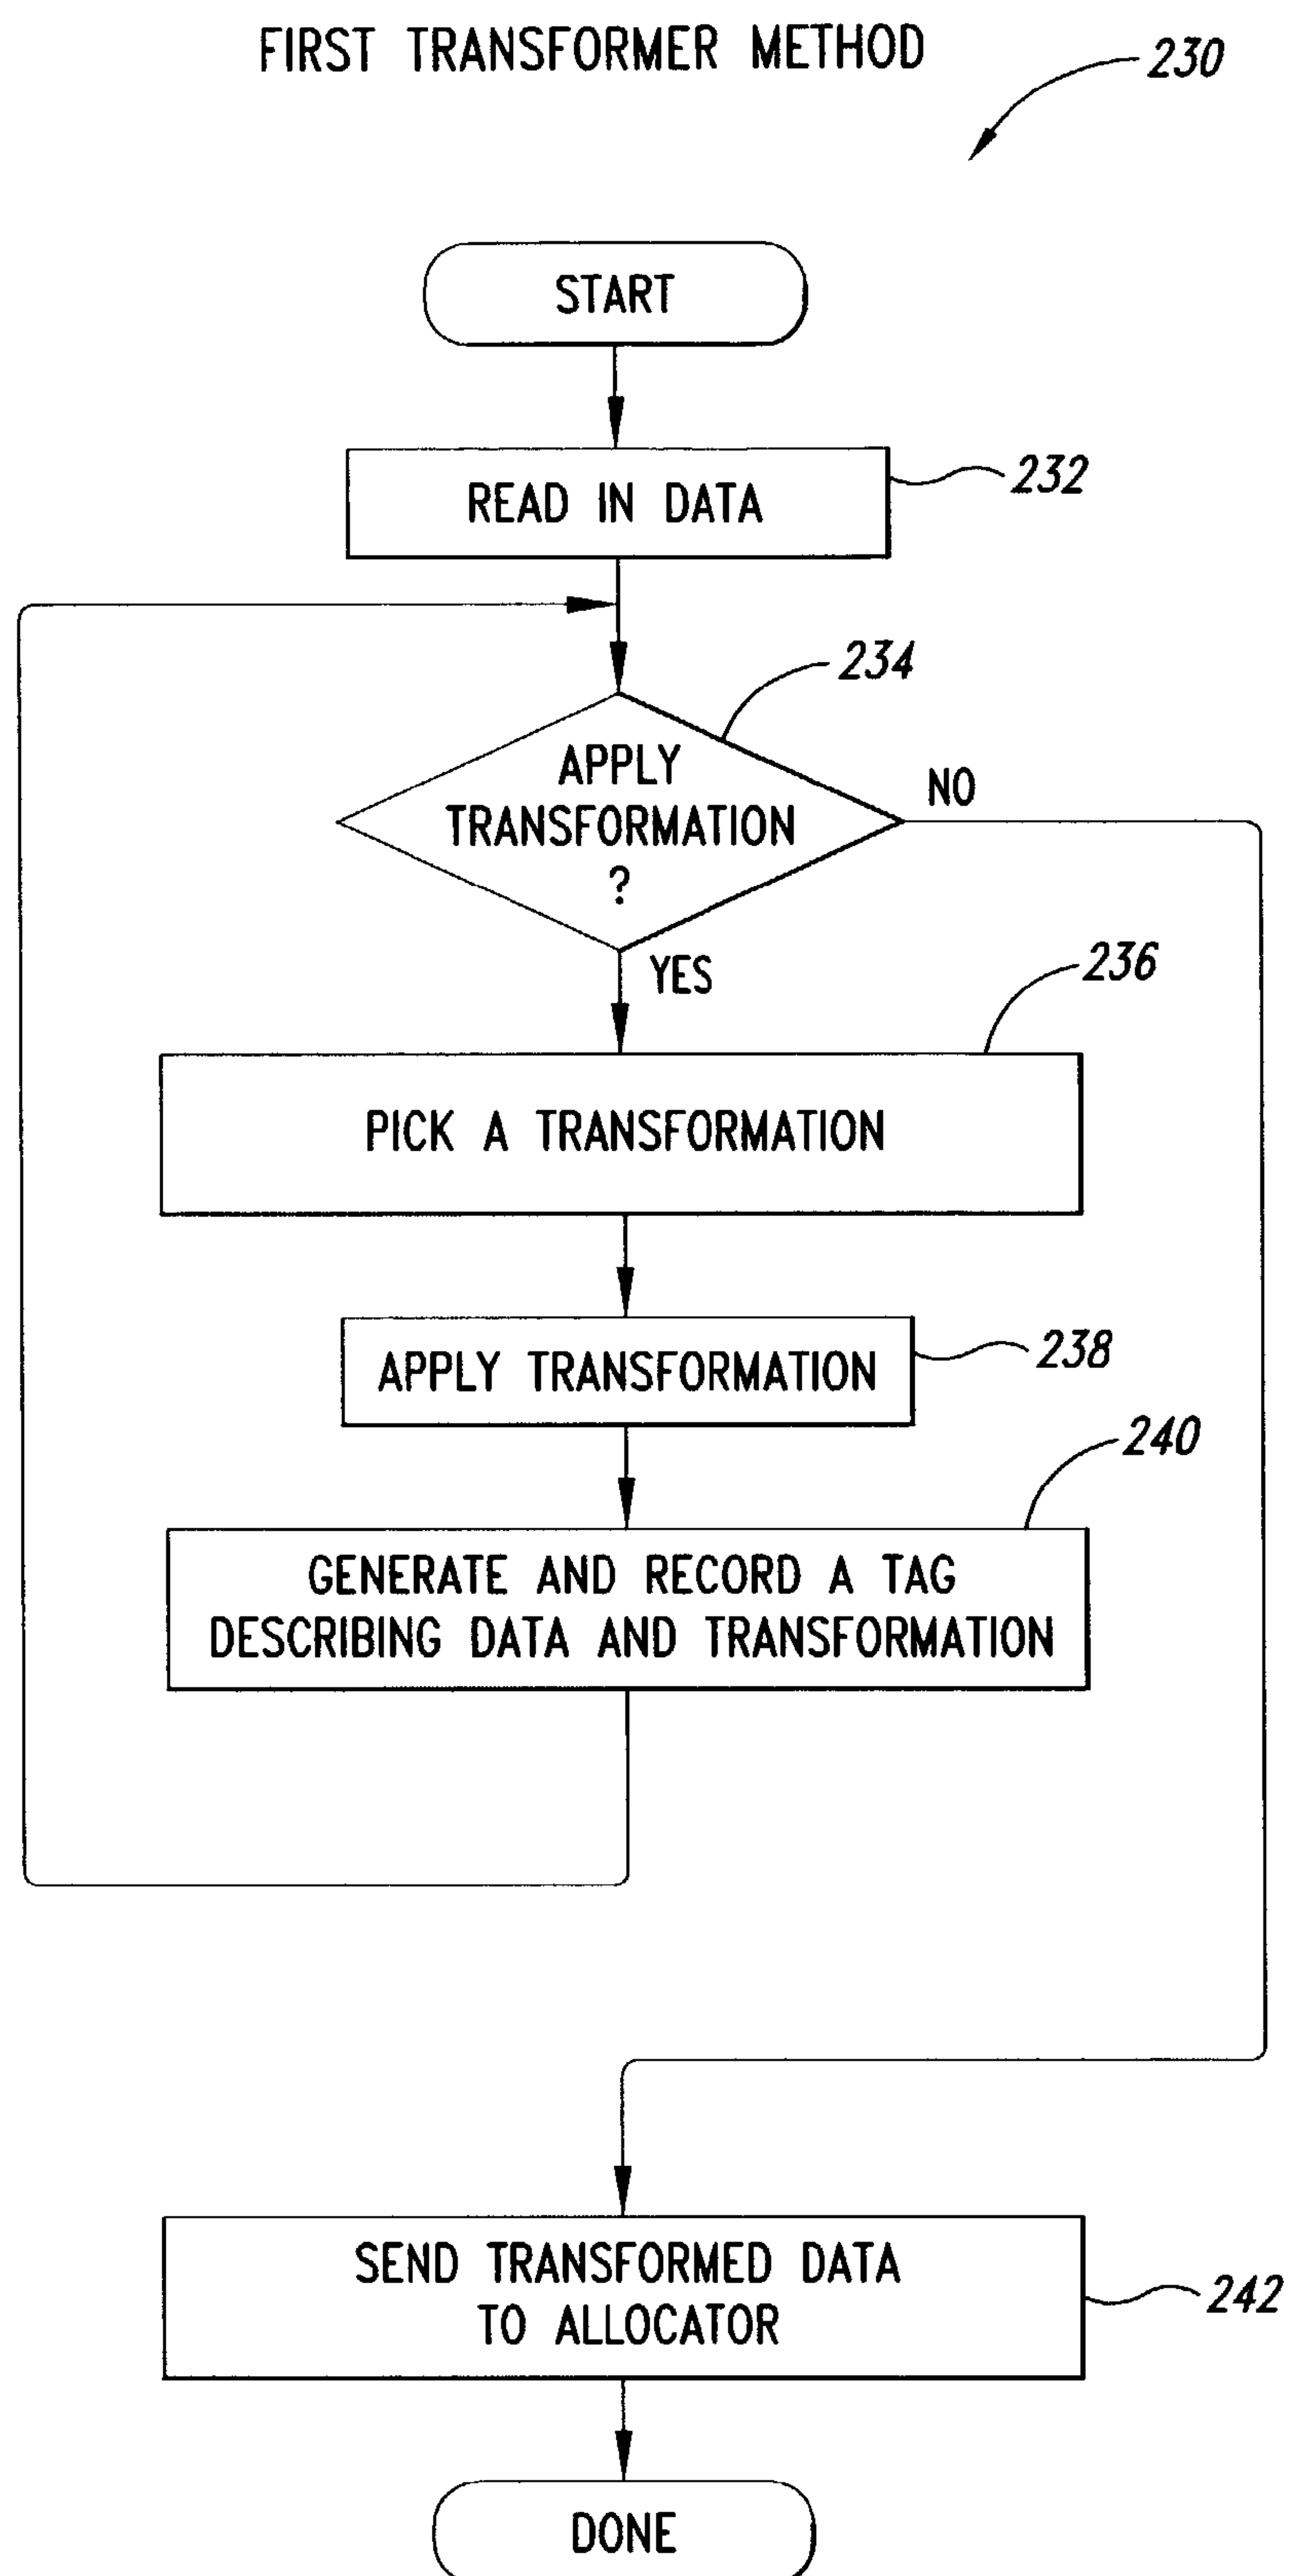 FIRST TRANSFORMER METHOD
230
START
READ IN DATA
232
234
APPLY
TRANSFORMATION
?
NO
YES
236
PICK A TRANSFORMATION
APPLY TRANSFORMATION
238
240
GENERATE AND RECORD A TAG
DESCRIBING DATA AND TRANSFORMATION
SEND TRANSFORMED DATA
TO ALLOCATOR
242
DONE